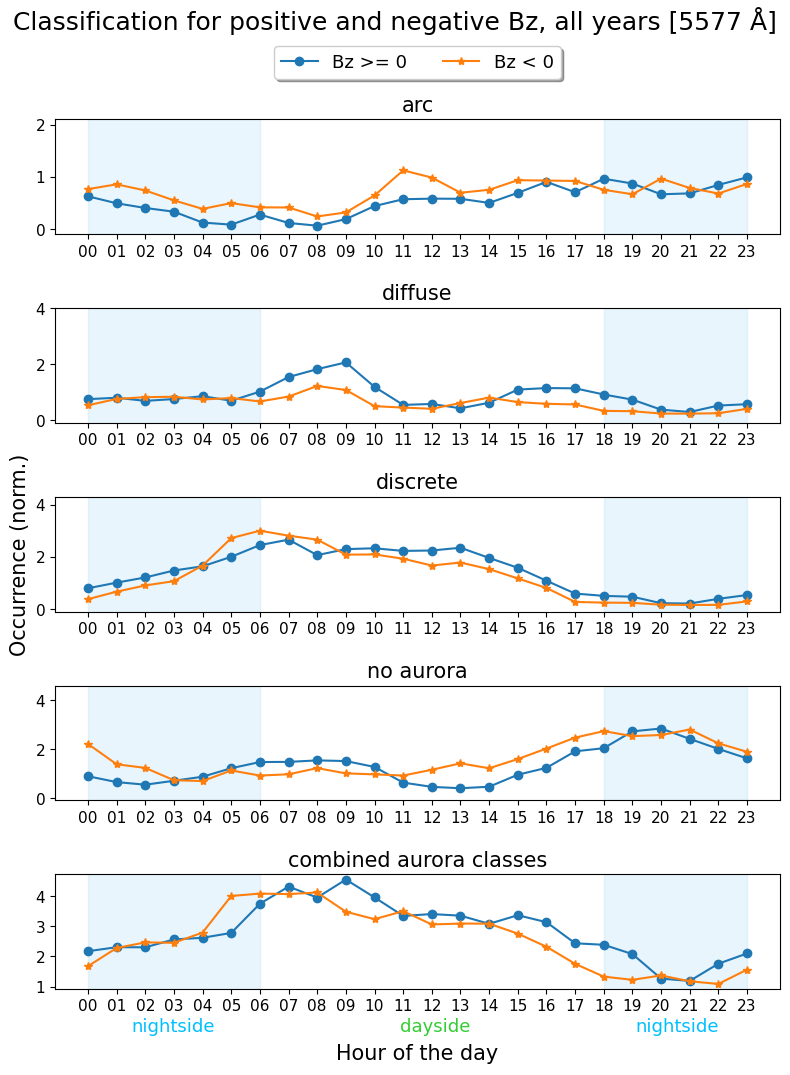 Classification for positive and negative Bz, all years [5577 Å]
Bz >= 0 Bz < 0
arc
2
1
0
00 01 02 03 04 05 06 07 08 09 10 11 12 13 14 15 16 17 18 19 20 21 22 23
diffuse
4
2
0
00 01 02 03 04 05 06 07 08 09 10 11 12 13 14 15 16 17 18 19 20 21 22 23
discrete
4
2
0
00 01 02 03 04 05 06 07 08 09 10 11 12 13 14 15 16 17 18 19 20 21 22 23
Occurrence (norm.)
no aurora
4
2
0
00 01 02 03 04 05 06 07 08 09 10 11 12 13 14 15 16 17 18 19 20 21 22 23
combined aurora classes
4
3
2
1
00 01 02 03 04 05 06 07 08 09 10 11 12 13 14 15 16 17 18 19 20 21 22 23
nightside dayside nightside
Hour of the day